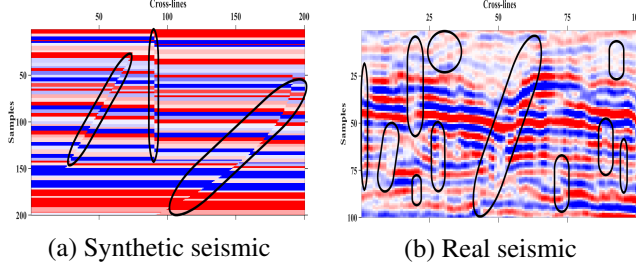 Cross-lines
50 100 150 200
Samples
50
100
150
200
(a) Synthetic seismic
Cross-lines
25 50 75 100
Samples
25
50
75
100
(b) Real seismic